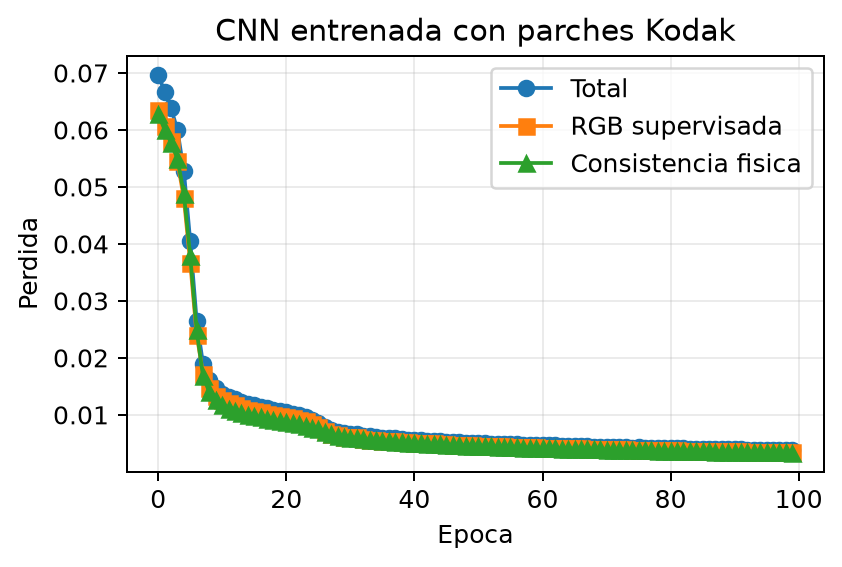 CNN entrenada con parches Kodak
Total
RGB supervisada
Consistencia fisica
Perdida
0.07
0.06
0.05
0.04
0.03
0.02
0.01
0 20 40 60 80 100
Epoca